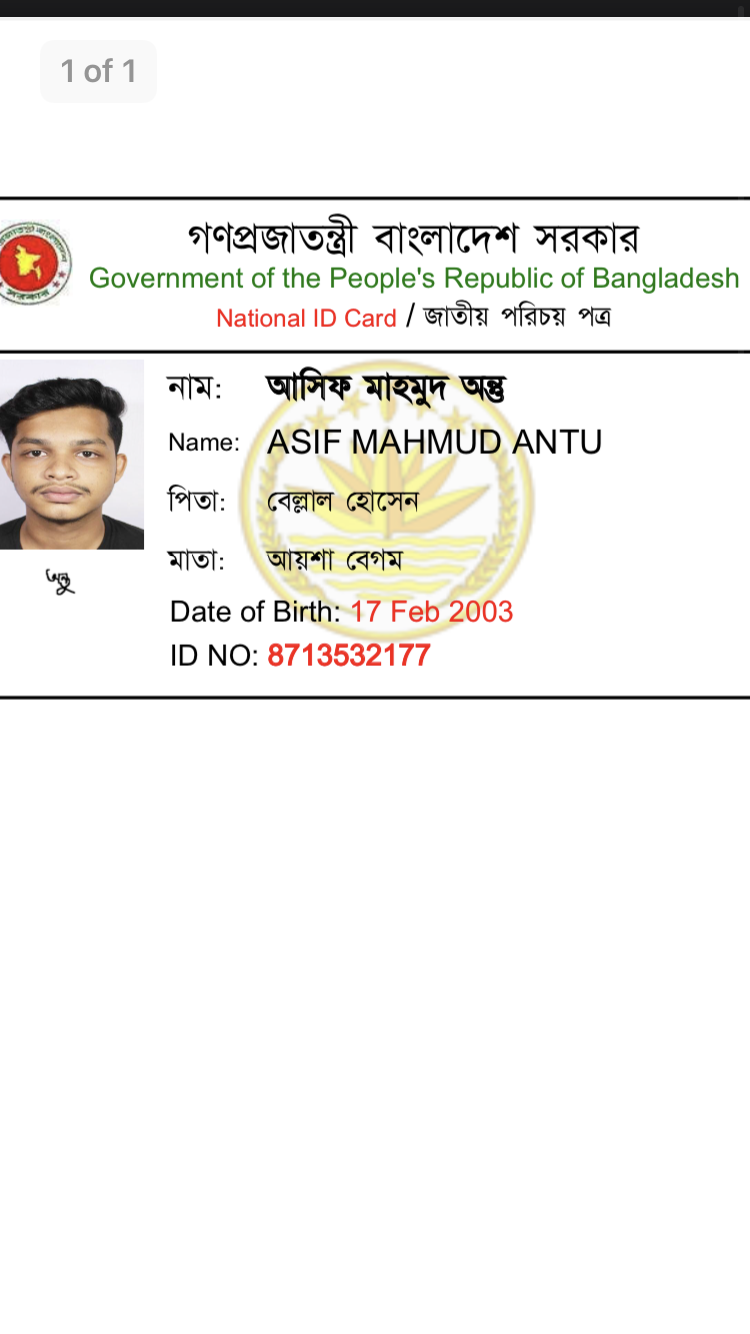 1 of 1
গণপ্রজাতন্ত্রী বাংলাদেশ সরকার
Government of the People's Republic of Bangladesh
National ID Card / জাতীয় পরিচয় পত্র
নাম: আসিফ মাহমুদ অন্তু
Name: ASIF MAHMUD ANTU
পিতা: বেল্লাল হোসেন
মাতা: আয়শা বেগম
অন্তু
Date of Birth: 17 Feb 2003
ID NO: 8713532177